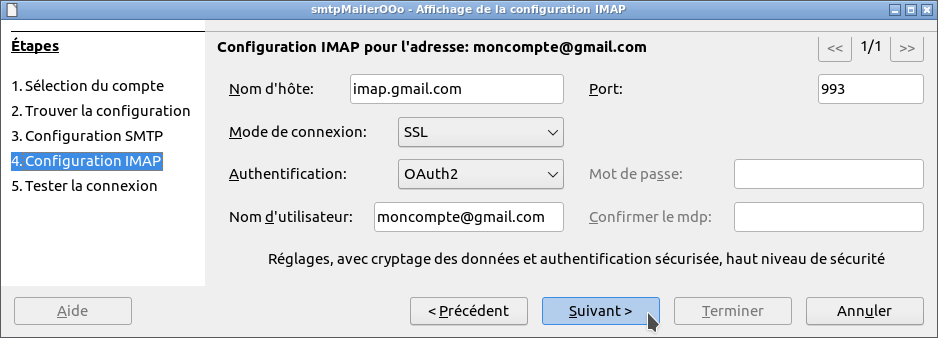 smtpMailerOOo - Affichage de la configuration IMAP
Étapes
1. Sélection du compte
2. Trouver la configuration
3. Configuration SMTP
4. Configuration IMAP
5. Tester la connexion
Configuration IMAP pour l'adresse: moncompte@gmail.com
<< 1/1 >>
Nom d'hôte: imap.gmail.com Port: 993
Mode de connexion: SSL
Authentification: OAuth2 Mot de passe:
Nom d'utilisateur: moncompte@gmail.com Confirmer le mdp:
Réglages, avec cryptage des données et authentification sécurisée, haut niveau de sécurité
Aide < Précédent Suivant > Terminer Annuler